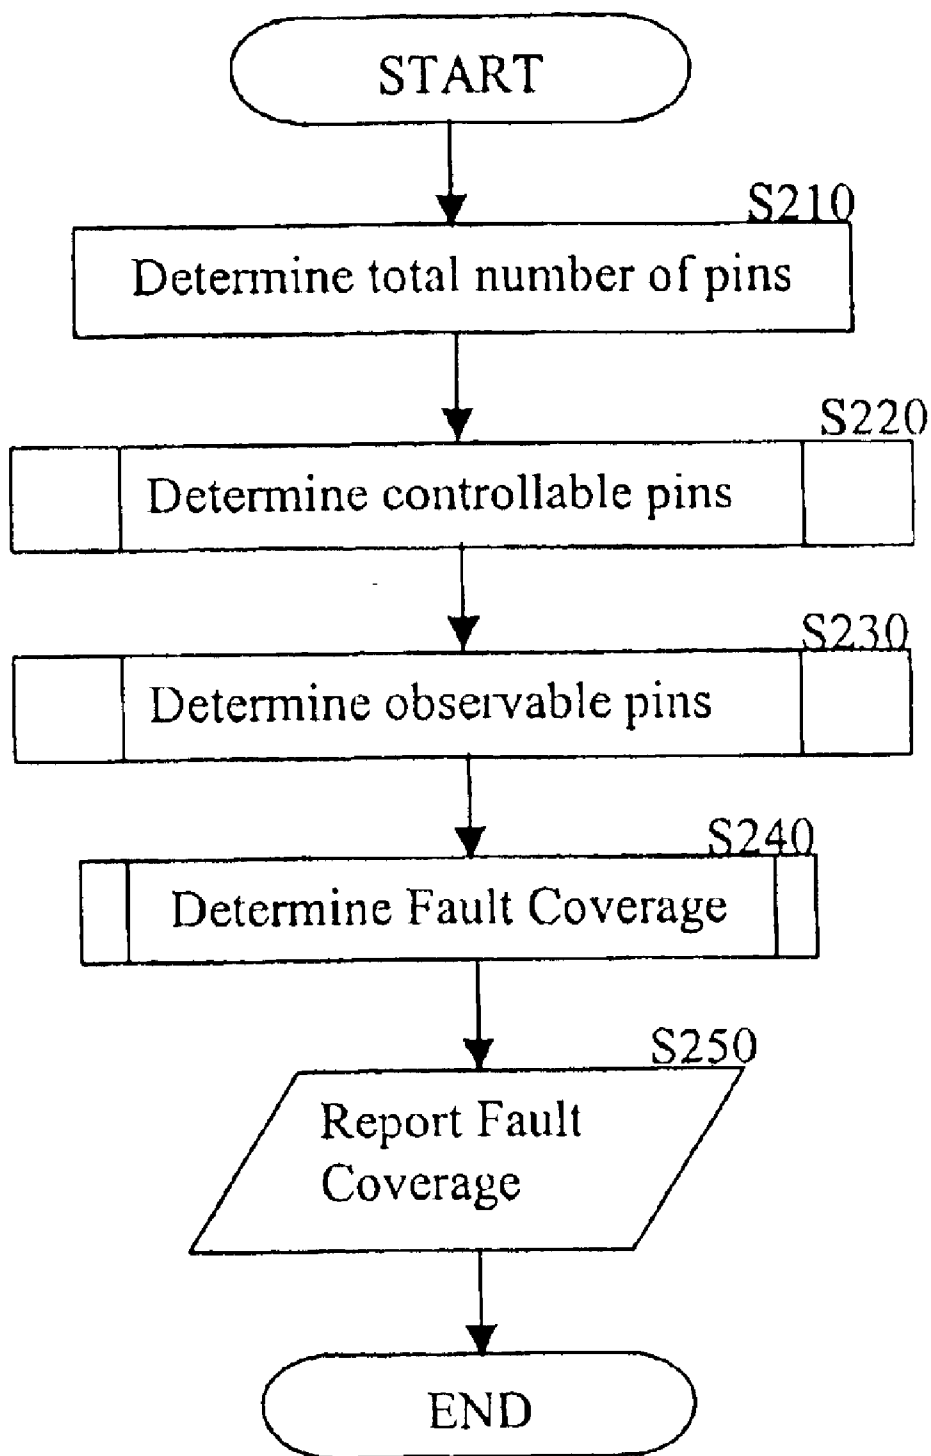 START
S210
Determine total number of pins
S220
Determine controllable pins
S230
Determine observable pins
S240
Determine Fault Coverage
S250
Report Fault
Coverage
END